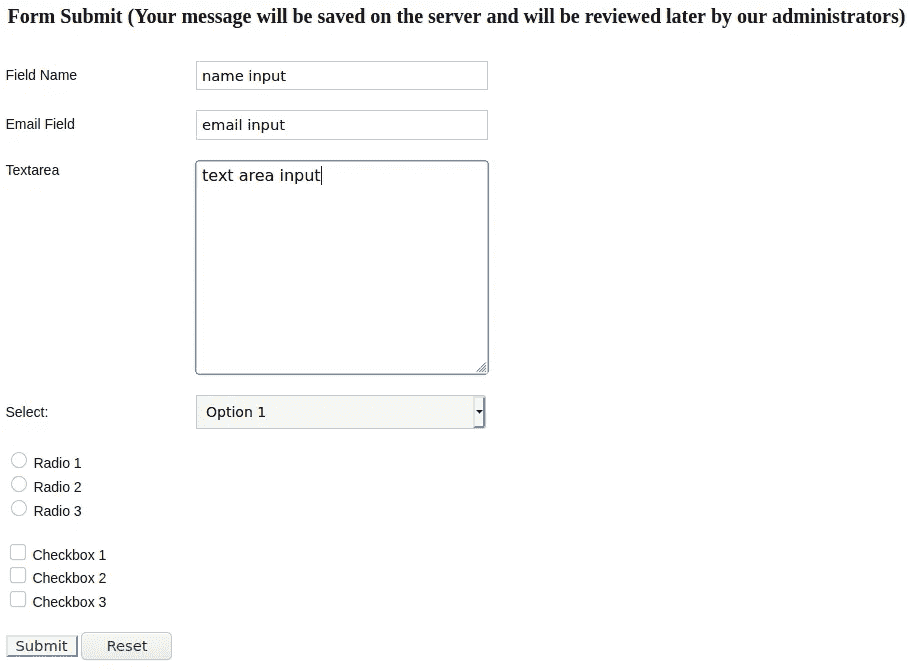 Form Submit (Your message will be saved on the server and will be reviewed later by our administrators)
Field Name
name input
Email Field
email input
Textarea
text area input
Select:
Option 1
Radio 1
Radio 2
Radio 3
Checkbox 1
Checkbox 2
Checkbox 3
Submit Reset